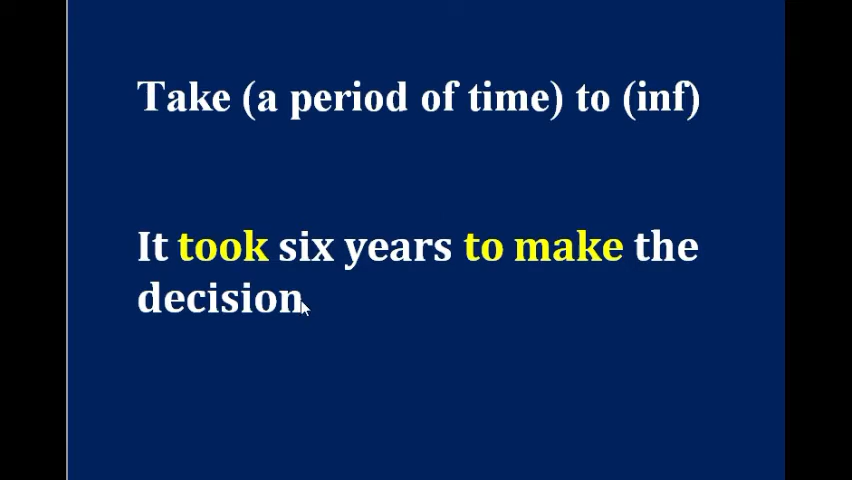 Take (a period of time) to (inf)
It took six years to make the
decision